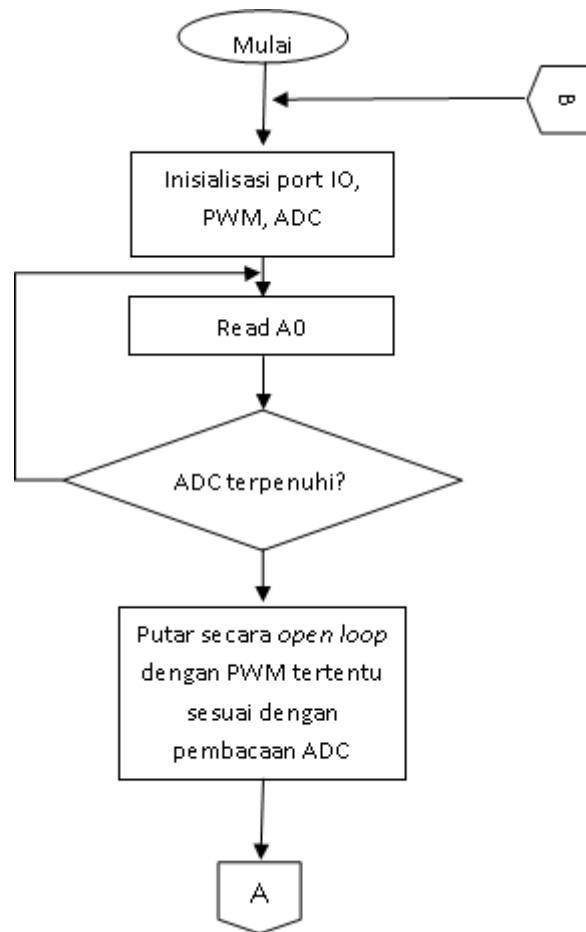 Mulai
B
Inisialisasi port IO,
PWM, ADC
Read A0
ADC terpenuhi?
Putar secara open loop
dengan PWM tertentu
sesuai dengan
pembacaan ADC
A